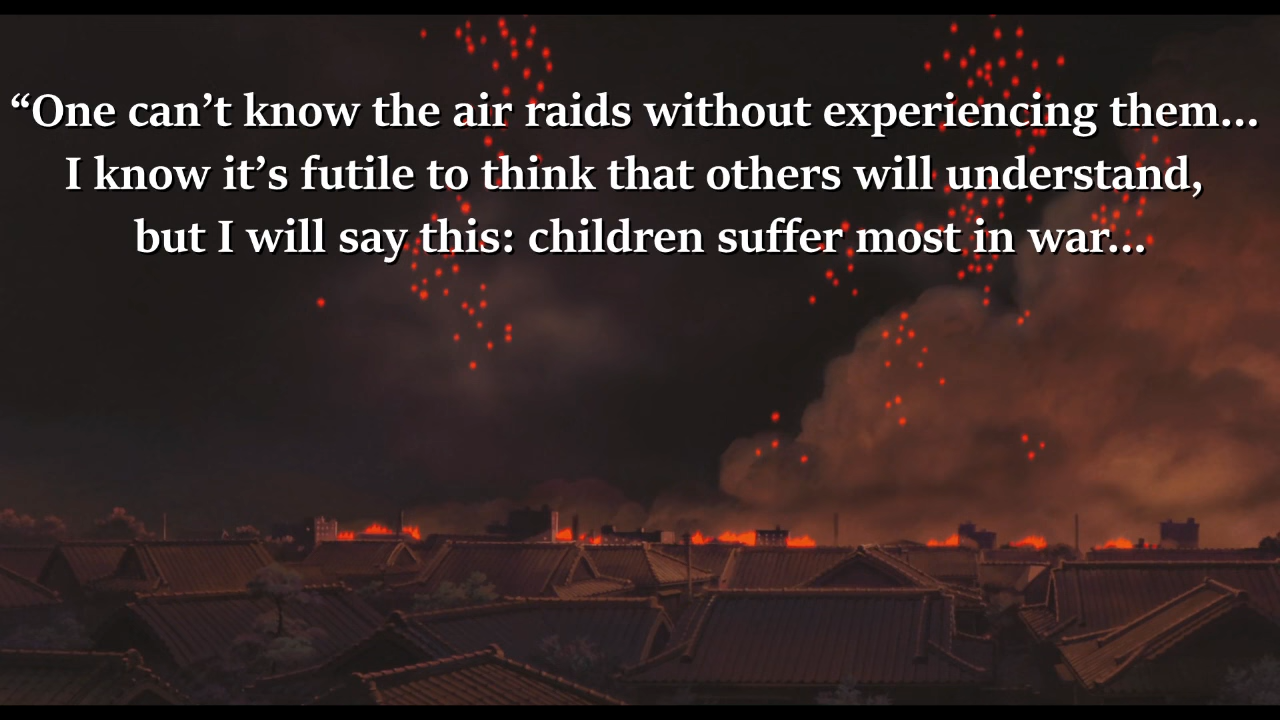 “One can’t know the air raids without experiencing them...
I know it’s futile to think that others will understand,
but I will say this: children suffer most in war...